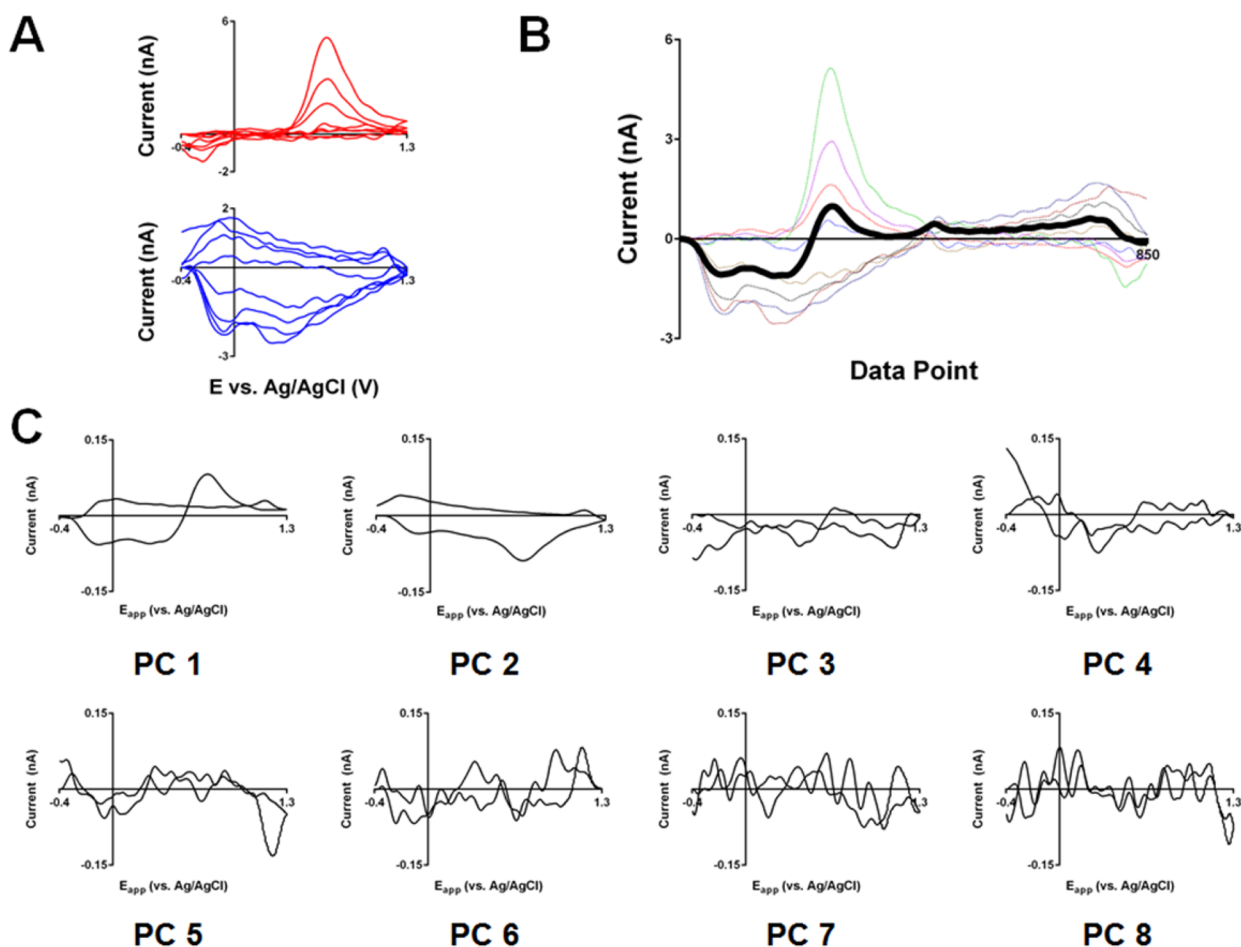 A
6
Current (nA)
-0.4
1.3
-2
2
Current (nA)
-0.4
1.3
-3
E vs. Ag/AgCl (V)
B
6
3
Current (nA)
0
850
-3
Data Point
C
0.15
Current (nA)
-0.4
1.3
-0.15
Eapp (vs. Ag/AgCl)
PC 1
0.15
Current (nA)
-0.4
1.3
-0.15
Eapp (vs. Ag/AgCl)
PC 2
0.15
Current (nA)
-0.4
1.3
-0.15
Eapp (vs. Ag/AgCl)
PC 3
0.15
Current (nA)
-0.4
1.3
-0.15
Eapp (vs. Ag/AgCl)
PC 4
0.15
Current (nA)
-0.4
1.3
-0.15
Eapp (vs. Ag/AgCl)
PC 5
0.15
Current (nA)
-0.4
1.3
-0.15
Eapp (vs. Ag/AgCl)
PC 6
0.15
Current (nA)
-0.4
1.3
-0.15
Eapp (vs. Ag/AgCl)
PC 7
0.15
Current (nA)
-0.4
1.3
-0.15
Eapp (vs. Ag/AgCl)
PC 8